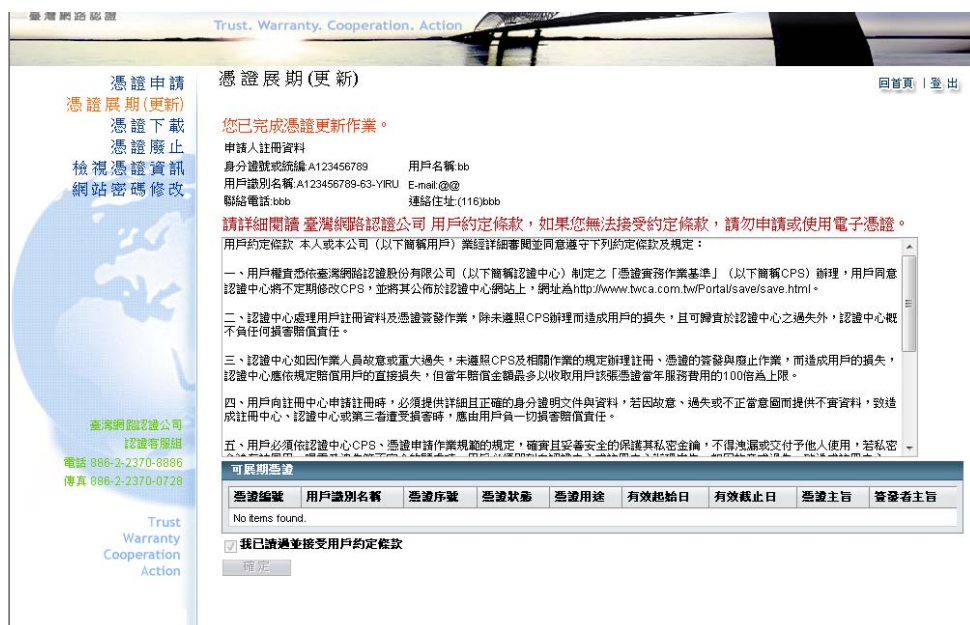 臺灣網路認證
Trust. Warranty. Cooperation. Action
憑證申請
憑證展期(更新)
憑證下載
憑證廢止
檢視憑證資訊
網站密碼修改
臺灣網路認證公司
認證客服組
電話 886-2-2370-8886
傳真 886-2-2370-0728
Trust
Warranty
Cooperation
Action
憑證展期(更新)
回首頁 | 登出
您已完成憑證更新作業。
申請人註冊資料
身分證號或統編:A123456789 用戶名稱:bb
用戶識別名稱:A123456789-63-YIRU E-mail:@@
聯絡電話:bbb 連絡住址:(116)bbb
請詳細閱讀 臺灣網路認證公司 用戶約定條款，如果您無法接受約定條款，請勿申請或使用電子憑證。
用戶約定條款 本人或本公司（以下簡稱用戶）業經詳細審閱並同意遵守下列約定條款及規定：
一、用戶權責悉依臺灣網路認證股份有限公司（以下簡稱認證中心）制定之「憑證實務作業基準」（以下簡稱CPS）辦理，用戶同意
認證中心將不定期修改CPS，並將其公佈於認證中心網站上，網址為http://www.twca.com.tw/Portal/save/save.html。
二、認證中心處理用戶註冊資料及憑證簽發作業，除未遵照CPS辦理而造成用戶的損失，且可歸責於認證中心之過失外，認證中心概
不負任何損害賠償責任。
三、認證中心如因作業人員故意或重大過失，未遵照CPS及相關作業的規定辦理註冊、憑證的簽發與廢止作業，而造成用戶的損失，
認證中心應依規定賠償用戶的直接損失，但當年賠償金額最多以收取用戶該張憑證當年服務費用的100倍為上限。
四、用戶向註冊中心申請註冊時，必須提供詳細且正確的身分證明文件與資料，若因故意、過失或不正當意圖而提供不實資料，致造
成註冊中心、認證中心或第三者遭受損害時，應由用戶負一切損害賠償責任。
五、用戶必須依認證中心CPS、憑證申請作業規範的規定，確實且妥善安全的保護其私密金鑰，不得洩漏或交付予他人使用，若私密
可展期憑證
憑證編號 用戶識別名稱 憑證序號 憑證狀態 憑證用途 有效起始日 有效截止日 憑證主旨 簽發者主旨
No items found.
我已讀過並接受用戶約定條款
確定